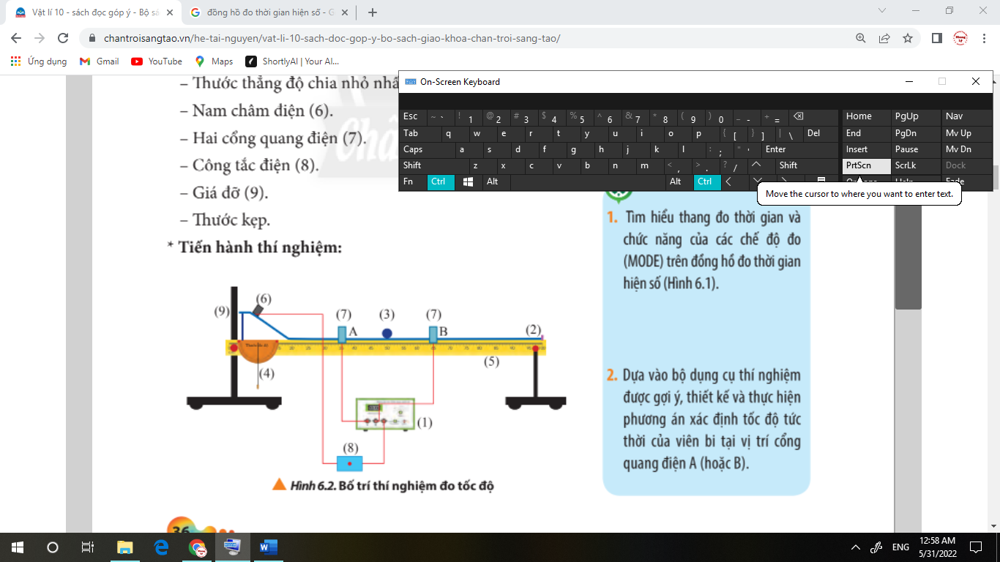 Vật lí 10 - sách đọc góp ý - Bộ sá
đồng hồ đo thời gian hiện số - G
chantroisangtao.vn/he-tai-nguyen/vat-li-10-sach-doc-gop-y-bo-sach-giao-khoa-chan-troi-sang-tao/
Ứng dụng Gmail YouTube Maps ShortlyAI | Your AI...
– Thước thẳng độ chia nhỏ nhấ
– Nam châm điện (6).
– Hai cổng quang điện (7).
– Công tắc điện (8).
– Giá đỡ (9).
– Thước kẹp.
* Tiến hành thí nghiệm:
On-Screen Keyboard
Esc ~ ` ! 1 @ 2 # 3 $ 4 % 5 ^ 6 & 7 * 8 ( 9 ) 0 _ - + = Home PgUp Nav
Tab q w e r t y u i o p { [ } ] | \ Del End PgDn Mv Up
Caps a s d f g h j k l : ; " ' Enter Insert Pause Mv Dn
Shift z x c v b n m < , > . ? / Shift PrtScn ScrLk Dock
Fn Ctrl Alt Alt Ctrl Options Help Fade
Move the cursor to where you want to enter text.
1. Tìm hiểu thang đo thời gian và
chức năng của các chế độ đo
(MODE) trên đồng hồ đo thời gian
hiện số (Hình 6.1).
2. Dựa vào bộ dụng cụ thí nghiệm
được gợi ý, thiết kế và thực hiện
phương án xác định tốc độ tức
thời của viên bi tại vị trí cổng
quang điện A (hoặc B).
(6)
(9) (7) (3) (7)
A B (2)
(5)
(4)
(1)
(8)
Hình 6.2. Bố trí thí nghiệm đo tốc độ
36
ENG
12:58 AM
5/31/2022